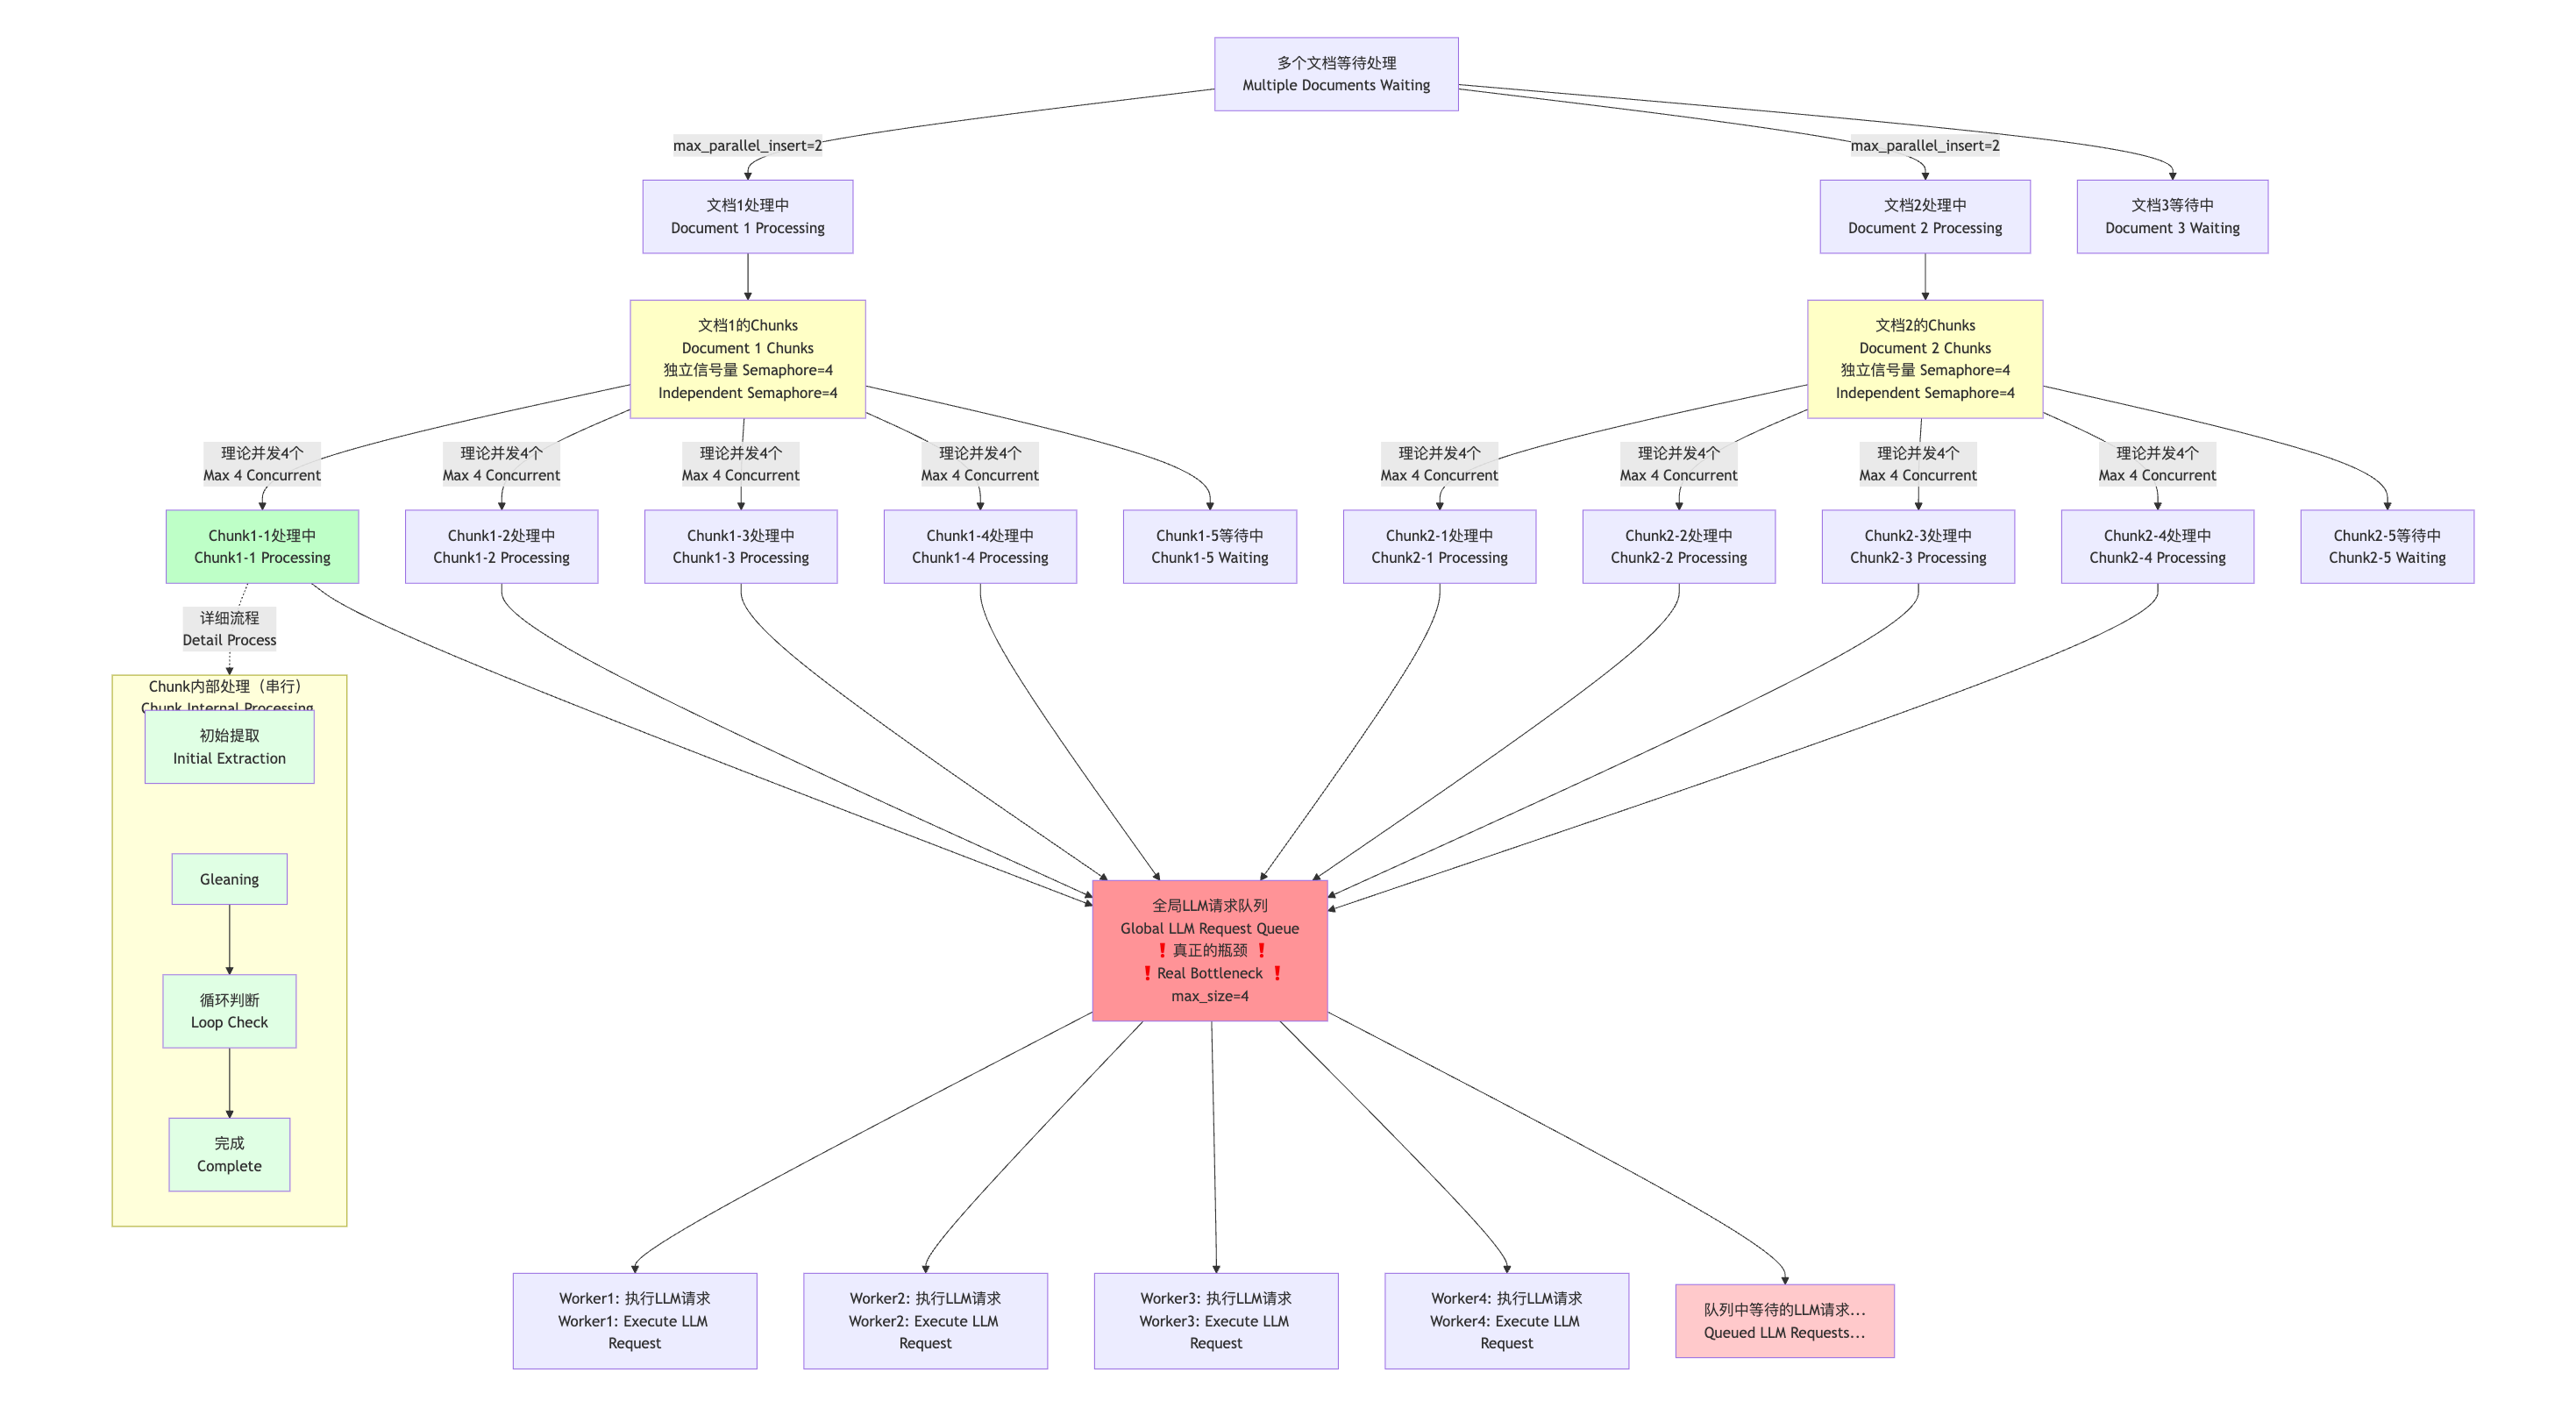 多个文档等待处理
Multiple Documents Waiting
max_parallel_insert=2
max_parallel_insert=2
文档1处理中
Document 1 Processing
文档2处理中
Document 2 Processing
文档3等待中
Document 3 Waiting
文档1的Chunks
Document 1 Chunks
独立信号量 Semaphore=4
Independent Semaphore=4
文档2的Chunks
Document 2 Chunks
独立信号量 Semaphore=4
Independent Semaphore=4
理论并发4个
Max 4 Concurrent
理论并发4个
Max 4 Concurrent
理论并发4个
Max 4 Concurrent
理论并发4个
Max 4 Concurrent
理论并发4个
Max 4 Concurrent
理论并发4个
Max 4 Concurrent
理论并发4个
Max 4 Concurrent
理论并发4个
Max 4 Concurrent
Chunk1-1处理中
Chunk1-1 Processing
Chunk1-2处理中
Chunk1-2 Processing
Chunk1-3处理中
Chunk1-3 Processing
Chunk1-4处理中
Chunk1-4 Processing
Chunk1-5等待中
Chunk1-5 Waiting
Chunk2-1处理中
Chunk2-1 Processing
Chunk2-2处理中
Chunk2-2 Processing
Chunk2-3处理中
Chunk2-3 Processing
Chunk2-4处理中
Chunk2-4 Processing
Chunk2-5等待中
Chunk2-5 Waiting
详细流程
Detail Process
Chunk内部处理（串行）
Chunk Internal Processing
初始提取
Initial Extraction
Gleaning
循环判断
Loop Check
完成
Complete
全局LLM请求队列
Global LLM Request Queue
❗真正的瓶颈❗
❗Real Bottleneck❗
max_size=4
Worker1: 执行LLM请求
Worker1: Execute LLM
Request
Worker2: 执行LLM请求
Worker2: Execute LLM
Request
Worker3: 执行LLM请求
Worker3: Execute LLM
Request
Worker4: 执行LLM请求
Worker4: Execute LLM
Request
队列中等待的LLM请求...
Queued LLM Requests...